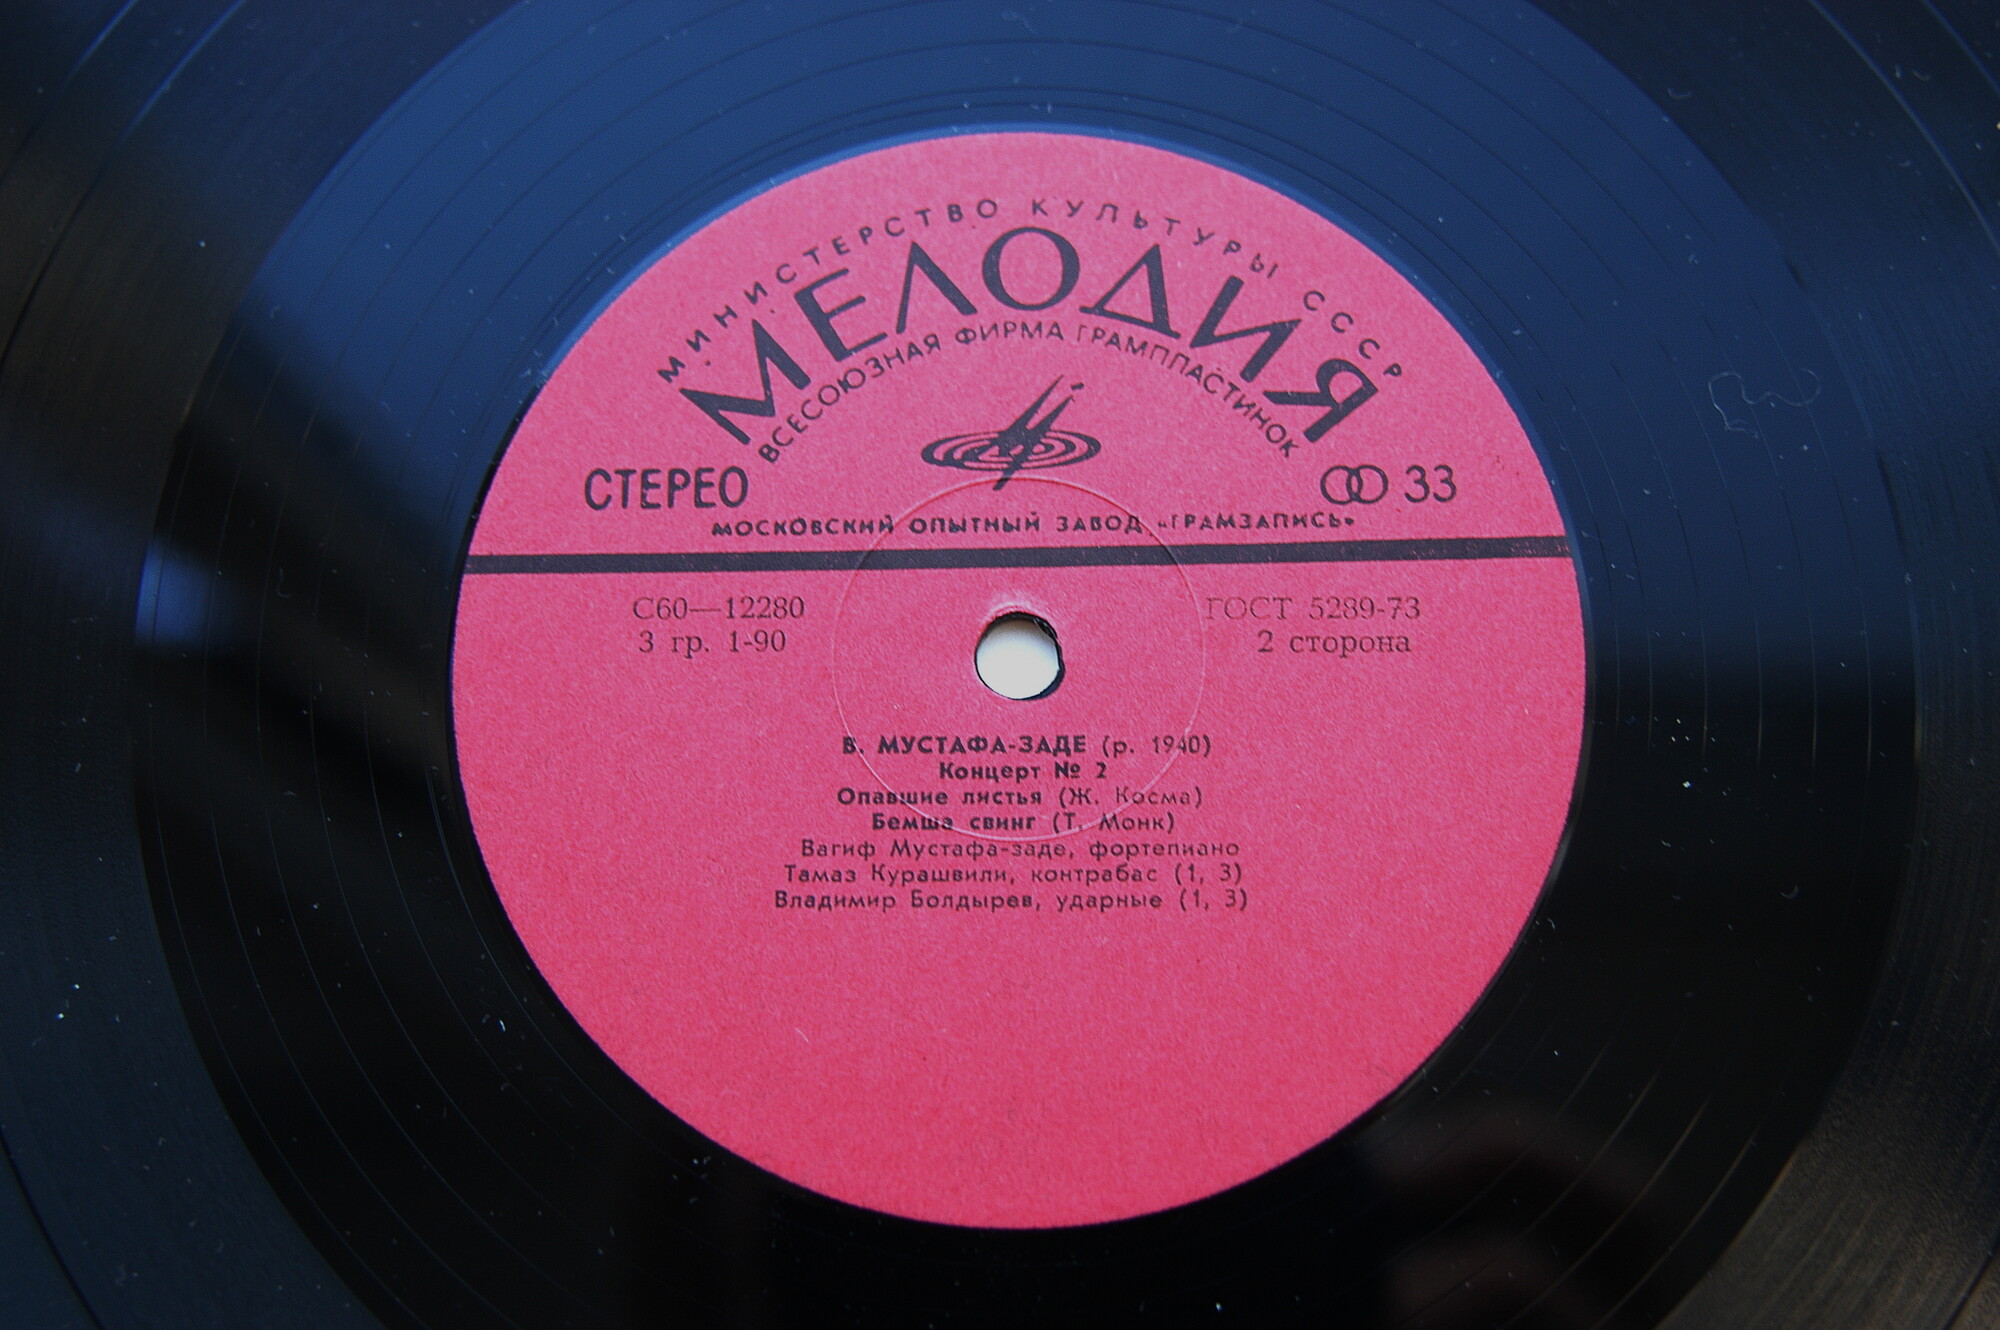 МИНИСТЕРСТВО КУЛЬТУРЫ СССР
МЕЛОДИЯ
ВСЕСОЮЗНАЯ ФИРМА ГРАМПЛАСТИНОК
СТЕРЕО
33
МОСКОВСКИЙ ОПЫТНЫЙ ЗАВОД «ГРАМЗАПИСЬ»
С60—12280
ГОСТ 5289-73
3 гр. 1-90
2 сторона
В. МУСТАФА-ЗАДЕ (р. 1940)
Концерт № 2
Опавшие листья (Ж. Косма)
Бемша свинг (Т. Монк)
Вагиф Мустафа-заде, фортепиано
Тамаз Курашвили, контрабас (1, 3)
Владимир Болдырев, ударные (1, 3)